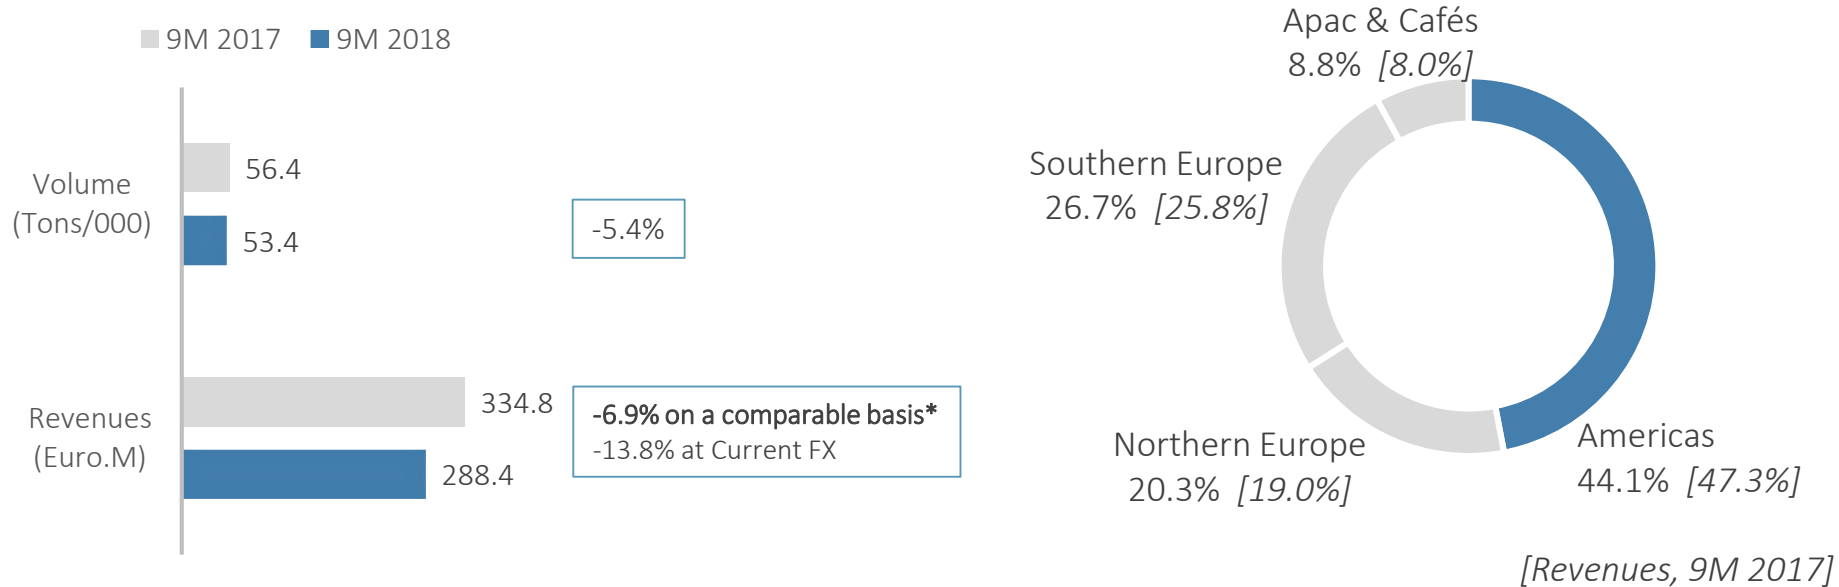 9M 2017 9M 2018
Volume
(Tons/000)
56.4
53.4
-5.4%
Revenues
(Euro.M)
334.8
288.4
-6.9% on a comparable basis*
-13.8% at Current FX
Apac & Cafés
8.8% [8.0%]
Southern Europe
26.7% [25.8%]
Northern Europe
20.3% [19.0%]
Americas
44.1% [47.3%]
[Revenues, 9M 2017]